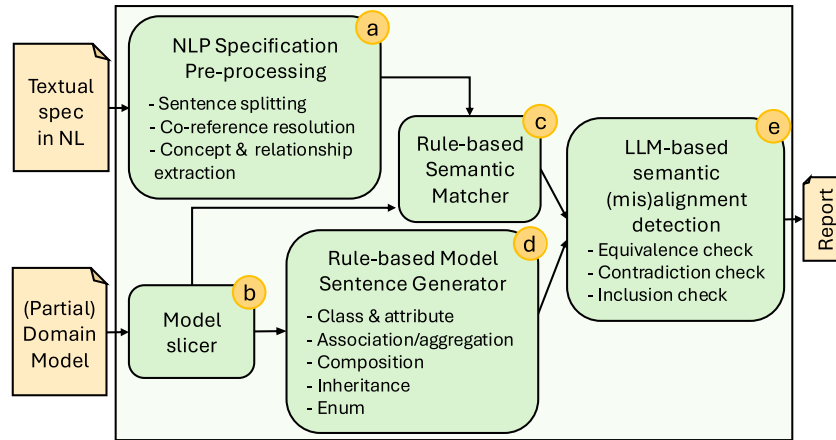 Textual
spec
in NL
a
NLP Specification
Pre-processing
- Sentence splitting
- Co-reference resolution
- Concept & relationship
extraction
c
Rule-based
Semantic
Matcher
e
LLM-based
semantic
(mis)alignment
detection
- Equivalence check
- Contradiction check
- Inclusion check
Report
(Partial)
Domain
Model
b
Model
slicer
d
Rule-based Model
Sentence Generator
- Class & attribute
- Association/aggregation
- Composition
- Inheritance
- Enum